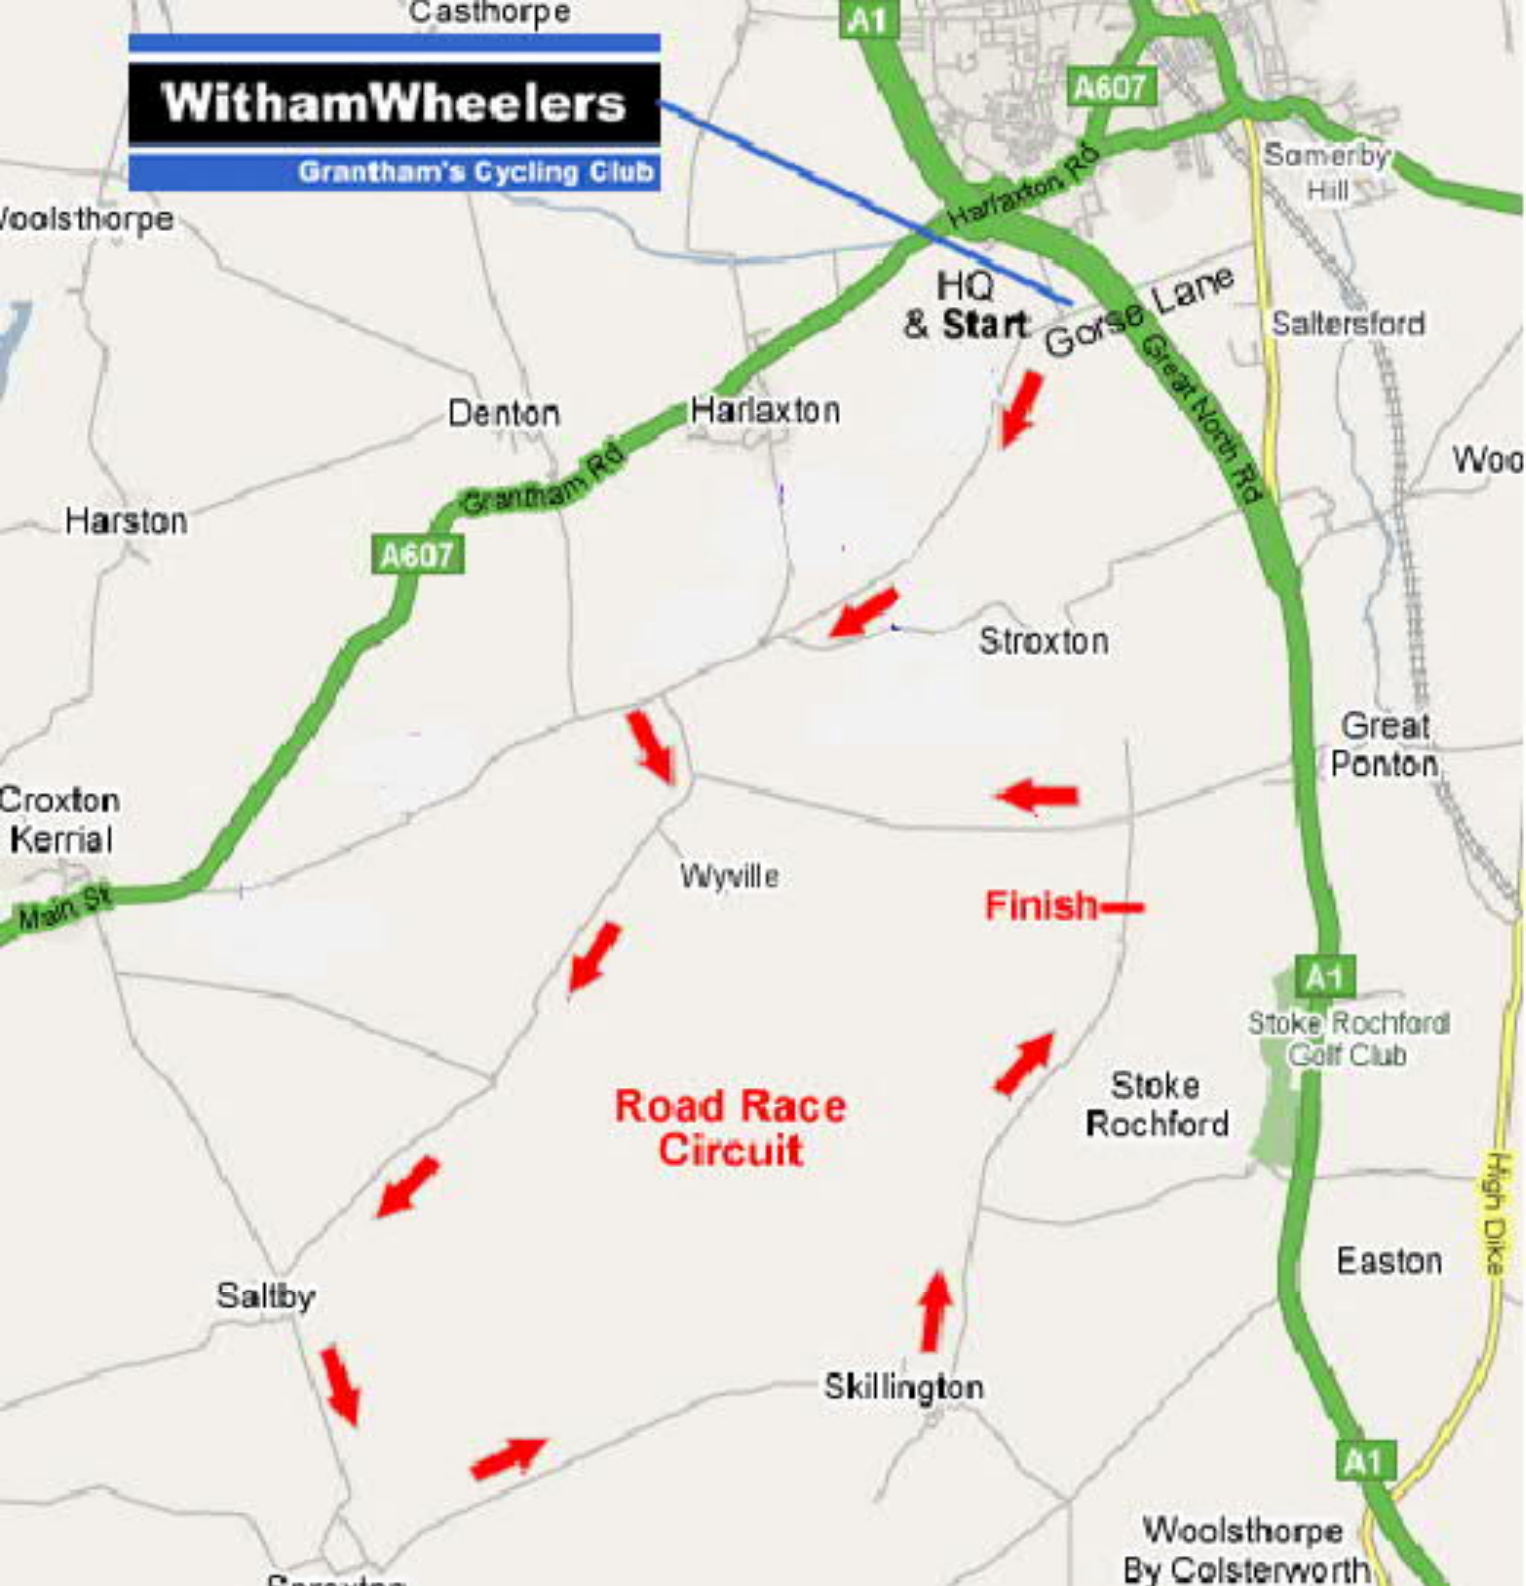 Casthorpe
A1
WithamWheelers
Grantham's Cycling Club
A607
Harlaxton Rd
Somerby
Hill
Woolsthorpe
HQ
& Start
Gorse Lane
Saltersford
Great North Rd
Denton
Harlaxton
Grantham Rd
Woo
Harston
A607
Stroxton
Great
Ponton
Croxton
Kerrial
Main St
Wyville
Finish
A1
Stoke Rochford
Golf Club
Road Race
Circuit
Stoke
Rochford
High Dike
Easton
Saltby
Skillington
A1
Woolsthorpe
By Colsterworth